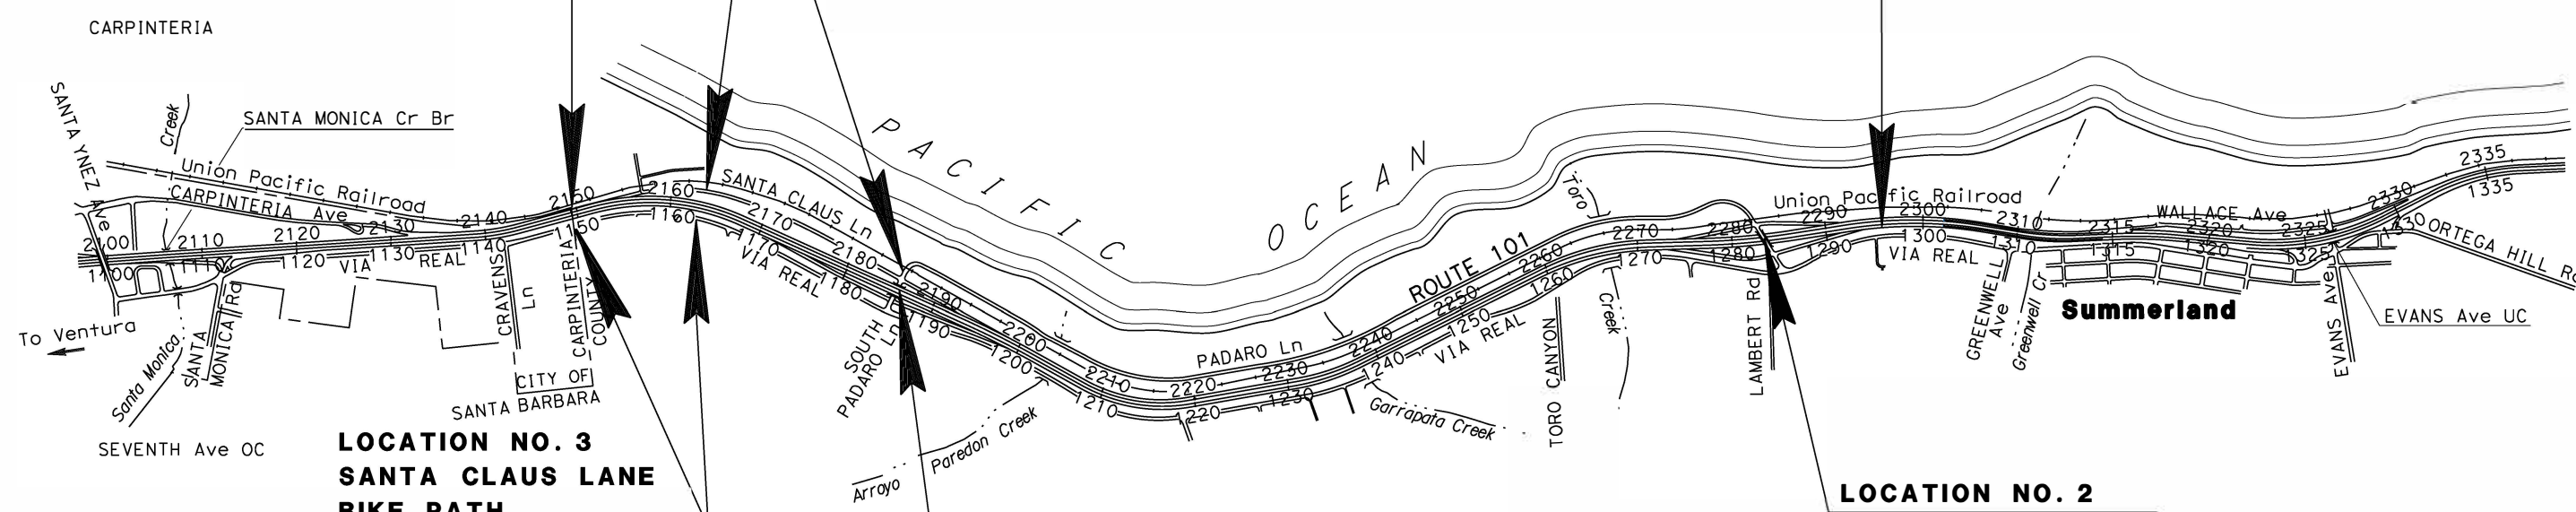 CARPINTERIA
SANTA YNEZ Ave
Creek
SANTA MONICA Cr Br
Union Pacific Railroad
CARPINTERIA Ave
2100
2110
2120
2130
2140
2150
2160
2170
2180
2190
2200
2210
2220
2230
2240
2250
2260
2270
2280
2290
2300
2310
2315
2320
2325
2330
2335
1100
1110
1120
1130
1140
1150
1160
1170
1180
1190
1200
1210
1220
1230
1240
1250
1260
1270
1280
1290
1300
1310
1315
1320
1325
1330
1335
VIA REAL
SANTA CLAUS Ln
PACIFIC OCEAN
VIA REAL
ROUTE 101
PADARO Ln
VIA REAL
Toro
Creek
Union Pacific Railroad
VIA REAL
WALLACE Ave
ORTEGA HILL R
To Ventura
Santa Monica
SANTA
MONICA Rd
CRAVENS
Ln
CARPINTERIA
COUNTY
CITY OF
SANTA BARBARA
SOUTH
PADARO Ln
Arroyo Paredon Creek
Garrapata Creek
TORO CANYON
LAMBERT Rd
GREENWELL
Ave
Greenwell Cr
Summerland
EVANS Ave
EVANS Ave UC
SEVENTH Ave OC
LOCATION NO. 3
SANTA CLAUS LANE
BIKE PATH
LOCATION NO. 2